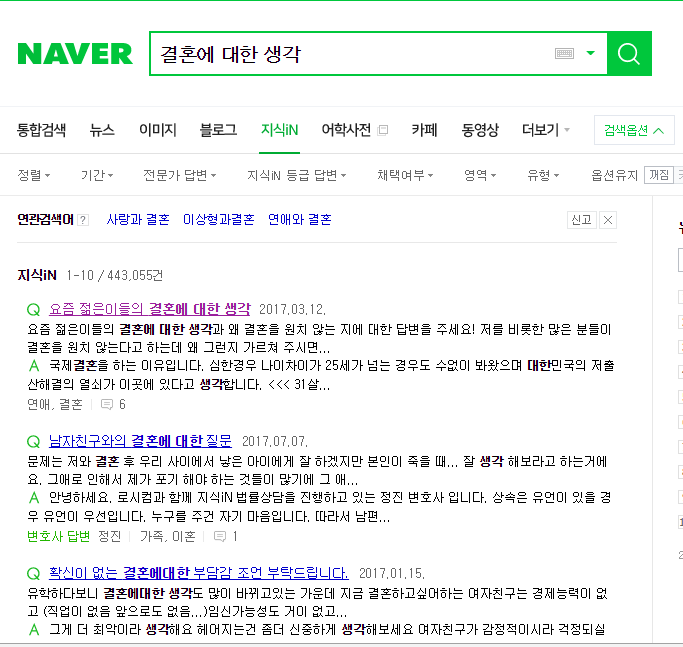 NAVER
결혼에 대한 생각
통합검색 뉴스 이미지 블로그 지식iN 어학사전 카페 동영상 더보기 검색옵션
정렬 기간 전문가 답변 지식iN 등급 답변 채택여부 영역 유형 옵션유지 꺼짐
연관검색어 ? 사랑과 결혼 이상형과결혼 연애와 결혼 신고
지식iN 1-10 / 443,055건
Q 요즘 젊은이들의 결혼에 대한 생각 2017.03.12.
요즘 젊은이들의 결혼에 대한 생각과 왜 결혼을 원치 않는 지에 대한 답변을 주세요! 저를 비롯한 많은 분들이
결혼을 원치 않는다고 하는데 왜 그런지 가르쳐 주시면...
A 국제결혼을 하는 이유입니다. 심한경우 나이차이가 25세가 넘는 경우도 수없이 봐왔으며 대한민국의 저출
산해결의 열쇠가 이곳에 있다고 생각합니다. <<< 31살...
연애, 결혼 6
Q 남자친구와의 결혼에 대한 질문 2017.07.07.
문제는 저와 결혼 후 우리 사이에서 낳은 아이에게 잘 하겠지만 본인이 죽을 때... 잘 생각 해보라고 하는거에
요. 그애로 인해서 제가 포기 해야 하는 것들이 많기에 그 애...
A 안녕하세요. 로시컴과 함께 지식iN 법률상담을 진행하고 있는 정진 변호사 입니다. 상속은 유언이 있을 경
우 유언이 우선입니다. 누구를 주건 자기 마음입니다. 따라서 남편...
변호사 답변 정진 가족, 이혼 1
Q 확신이 없는 결혼에대한 부담감 조언 부탁드립니다. 2017.01.15.
유학하다보니 결혼에대한 생각도 많이 바뀌고있는 가운데 지금 결혼하고싶어하는 여자친구는 경제능력이 없
고 (직업이 없음 앞으로도 없음...)임신가능성도 거이 없고...
A 그게 더 최악이라 생각해요 헤어지는건 좀더 신중하게 생각해보세요 여자친구가 감정적이시라 걱정되실